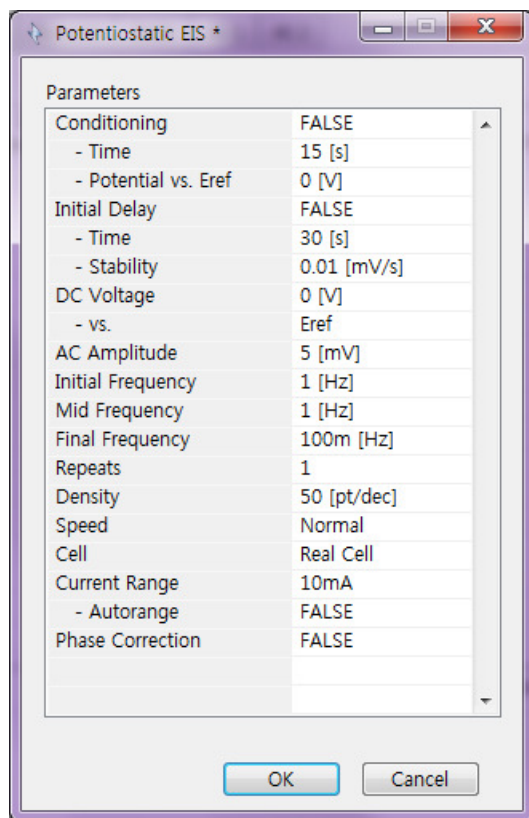 Potentiostatic EIS *
Parameters
Conditioning FALSE
- Time 15 [s]
- Potential vs. Eref 0 [V]
Initial Delay FALSE
- Time 30 [s]
- Stability 0.01 [mV/s]
DC Voltage 0 [V]
- vs. Eref
AC Amplitude 5 [mV]
Initial Frequency 1 [Hz]
Mid Frequency 1 [Hz]
Final Frequency 100m [Hz]
Repeats 1
Density 50 [pt/dec]
Speed Normal
Cell Real Cell
Current Range 10mA
- Autorange FALSE
Phase Correction FALSE
OK Cancel